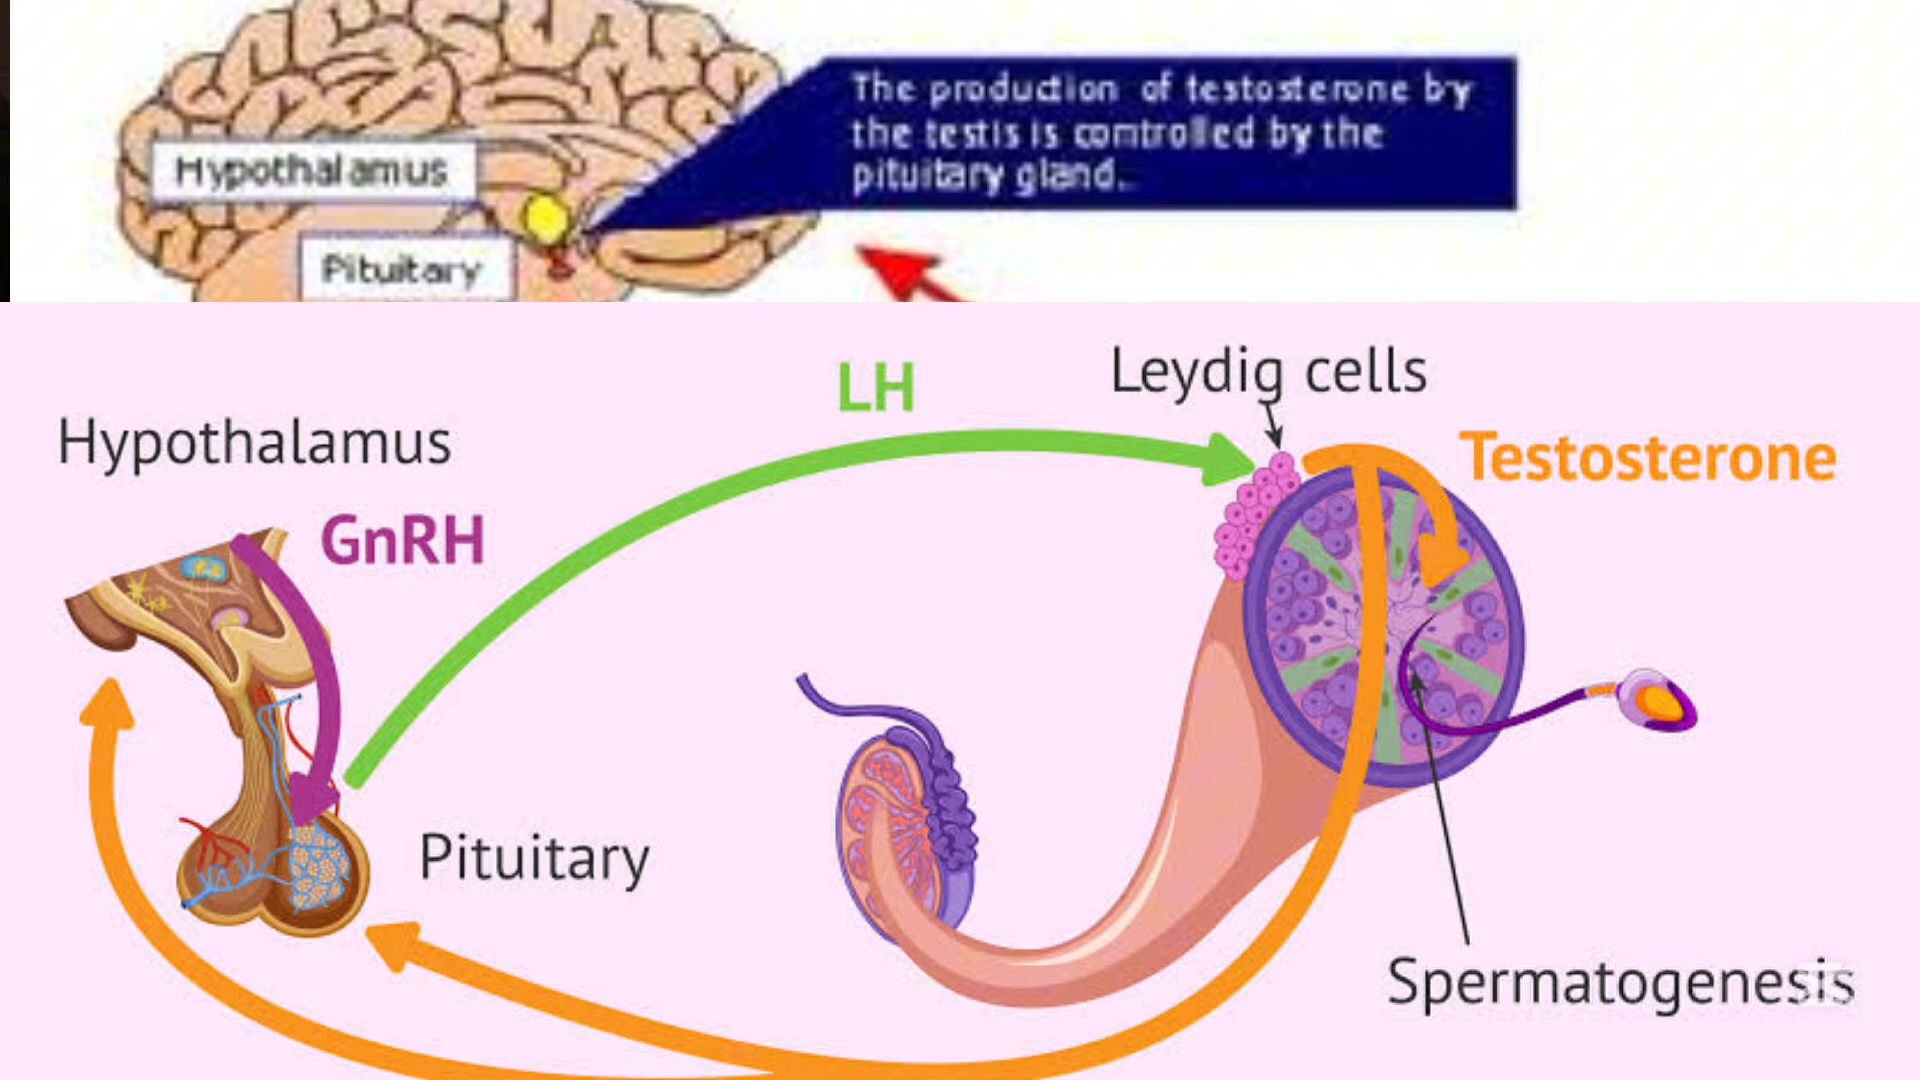 The production of testosterone by
the testis is controlled by the
pituitary gland.
Hypothalamus
Pituitary
LH
Leydig cells
Hypothalamus
Testosterone
GnRH
Pituitary
Spermatogenesis